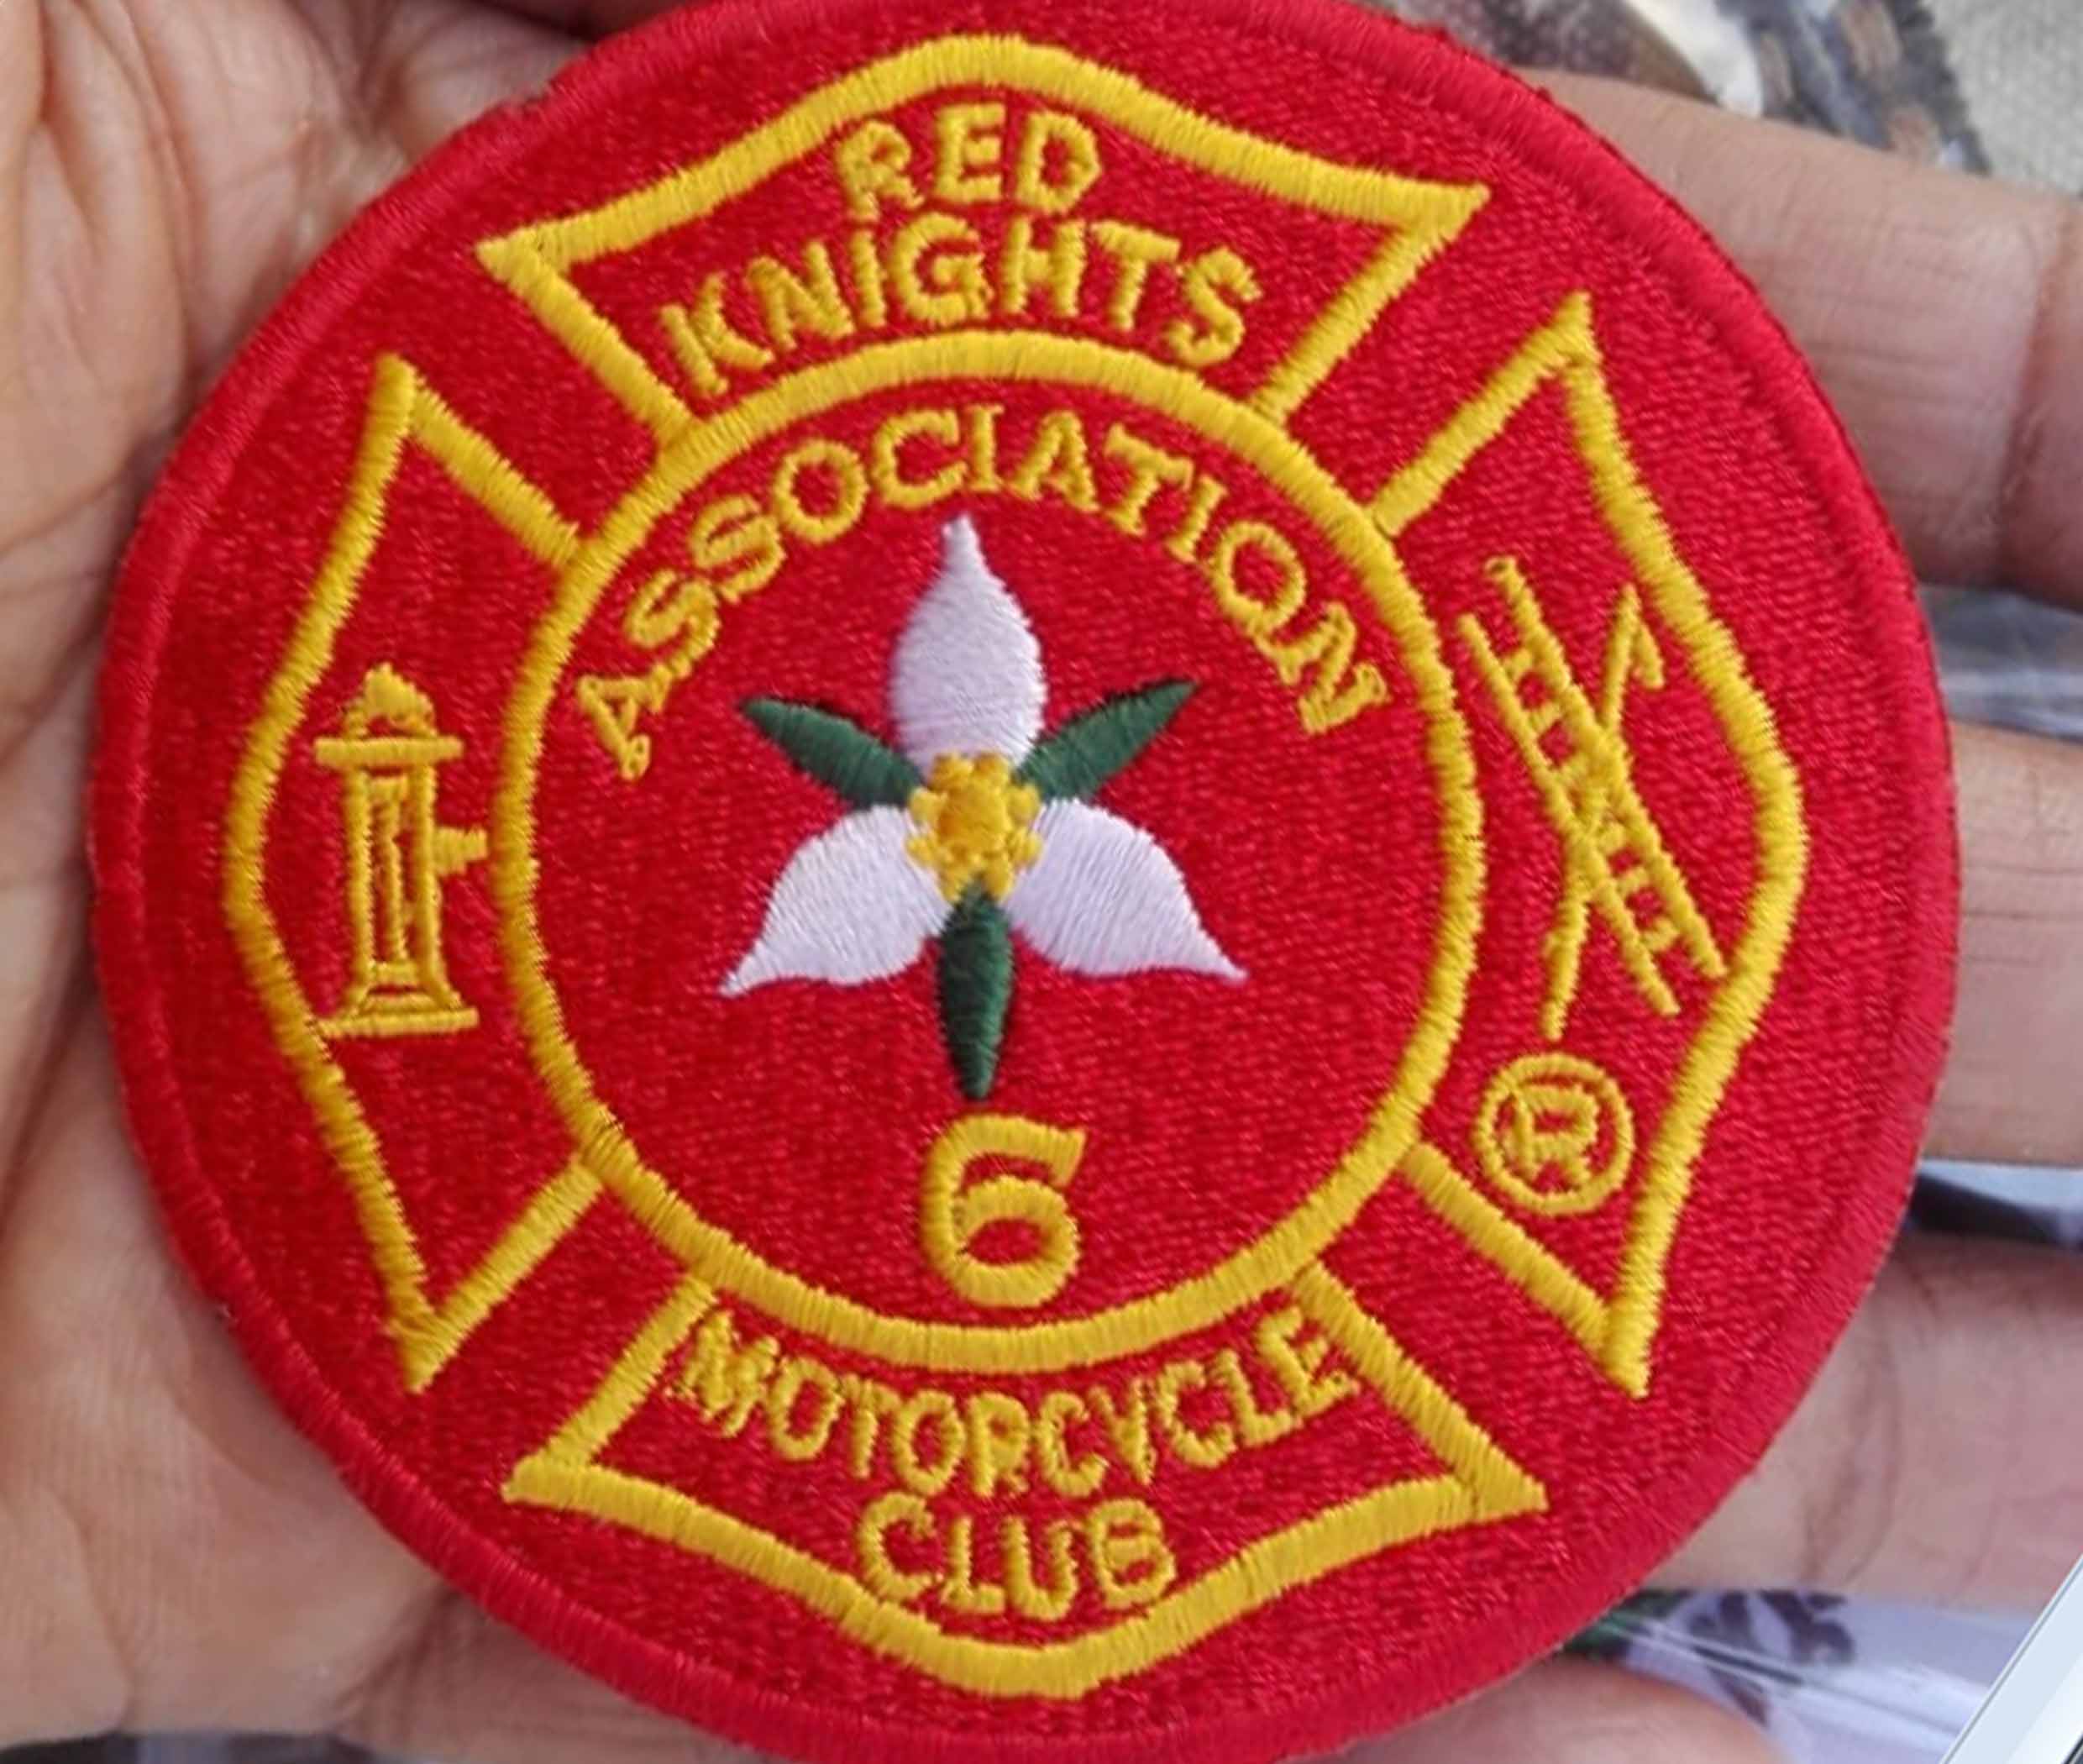 RED
KNIGHTS
ASSOCIATION
®
6
MOTORCYCLE
CLUB